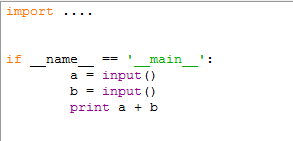 import ....
if __name__ == '__main__':
a = input()
b = input()
print a + b